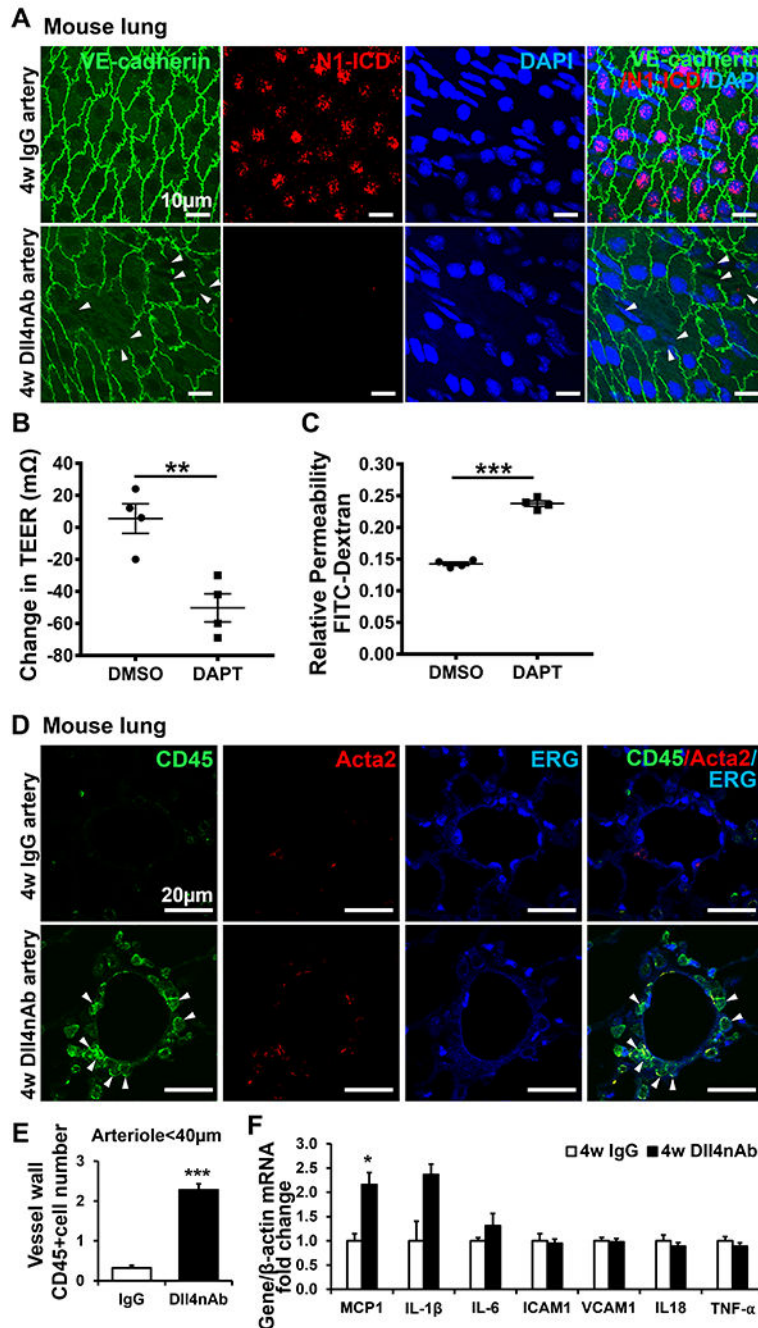 A Mouse lung
VE-cadherin
N1-ICD
DAPI
VE-cadherin
/N1-ICD/DAPI
4w IgG artery
10μm
4w Dll4nAb artery
B
C
**
***
Change in TEER (mΩ)
40
20
0
-20
-40
-60
-80
DMSO
DAPT
Relative Permeability
FITC-Dextran
0.30
0.25
0.20
0.15
0.10
0.05
0.00
DMSO
DAPT
D Mouse lung
CD45
Acta2
ERG
CD45/Acta2/
ERG
4w IgG artery
20μm
4w Dll4nAb artery
E
Arteriole<40μm
***
Vessel wall
CD45+cell number
3
2
1
0
IgG
Dll4nAb
F
4w IgG
4w Dll4nAb
*
Gene/β-actin mRNA
fold change
3.0
2.5
2.0
1.5
1.0
0.5
0.0
MCP1
IL-1β
IL-6
ICAM1
VCAM1
IL18
TNF-α